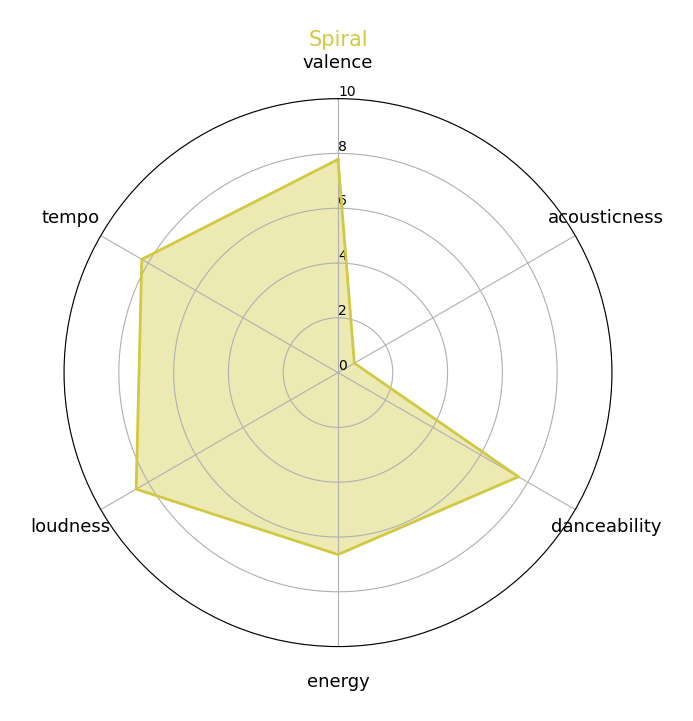 Spiral
valence
10
8
6
4
2
0
tempo
acousticness
loudness
danceability
energy